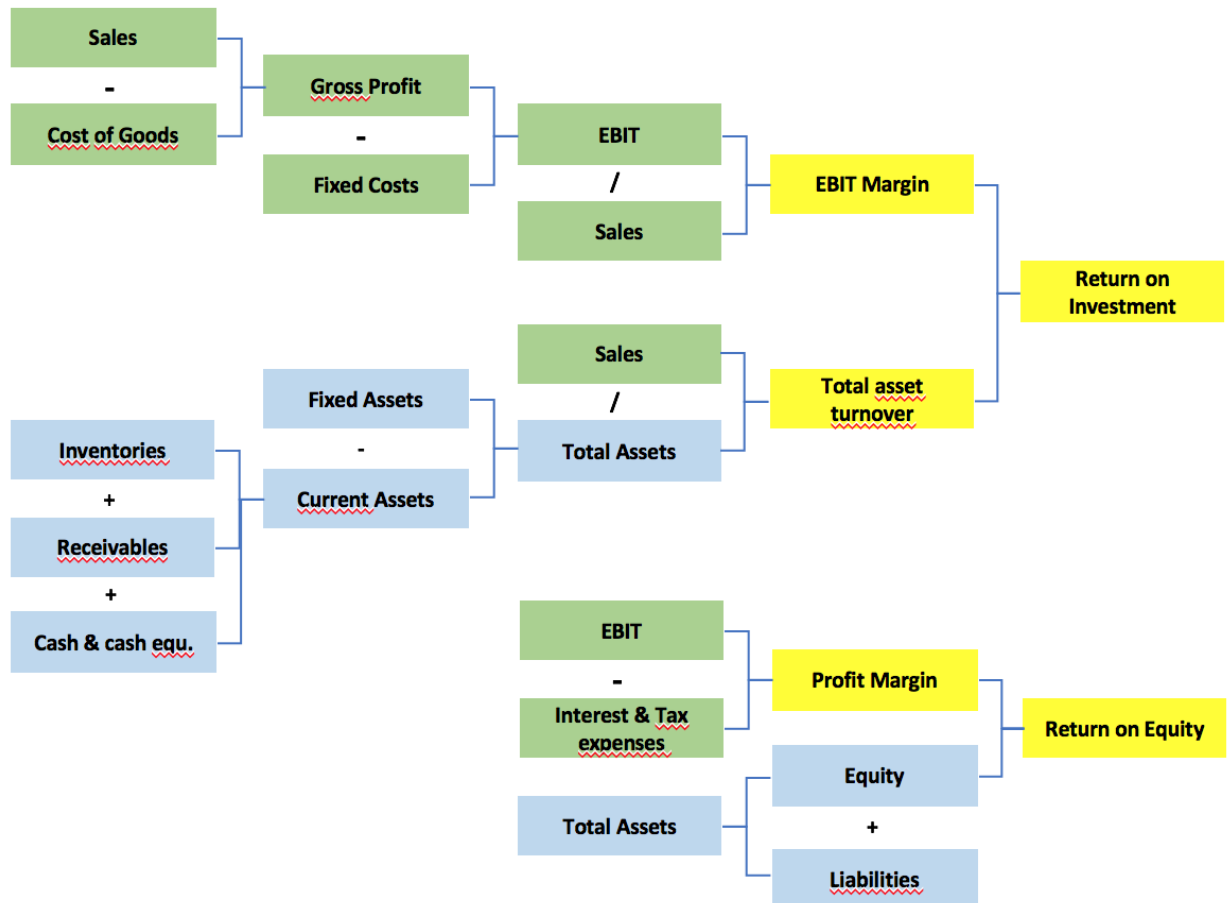 Sales
-
Cost of Goods
Gross Profit
-
Fixed Costs
EBIT
/
Sales
EBIT Margin
Return on
Investment
Sales
/
Total Assets
Total asset
turnover
Fixed Assets
-
Current Assets
Inventories
+
Receivables
+
Cash & cash equ.
EBIT
-
Interest & Tax
expenses
Profit Margin
Return on Equity
Total Assets
Equity
+
Liabilities